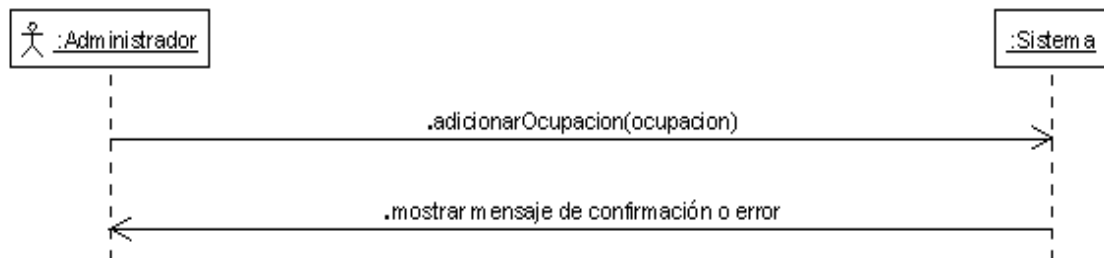 :Administrador
:Sistema
.adicionarOcupacion(ocupacion)
.mostrar mensaje de confirmación o error